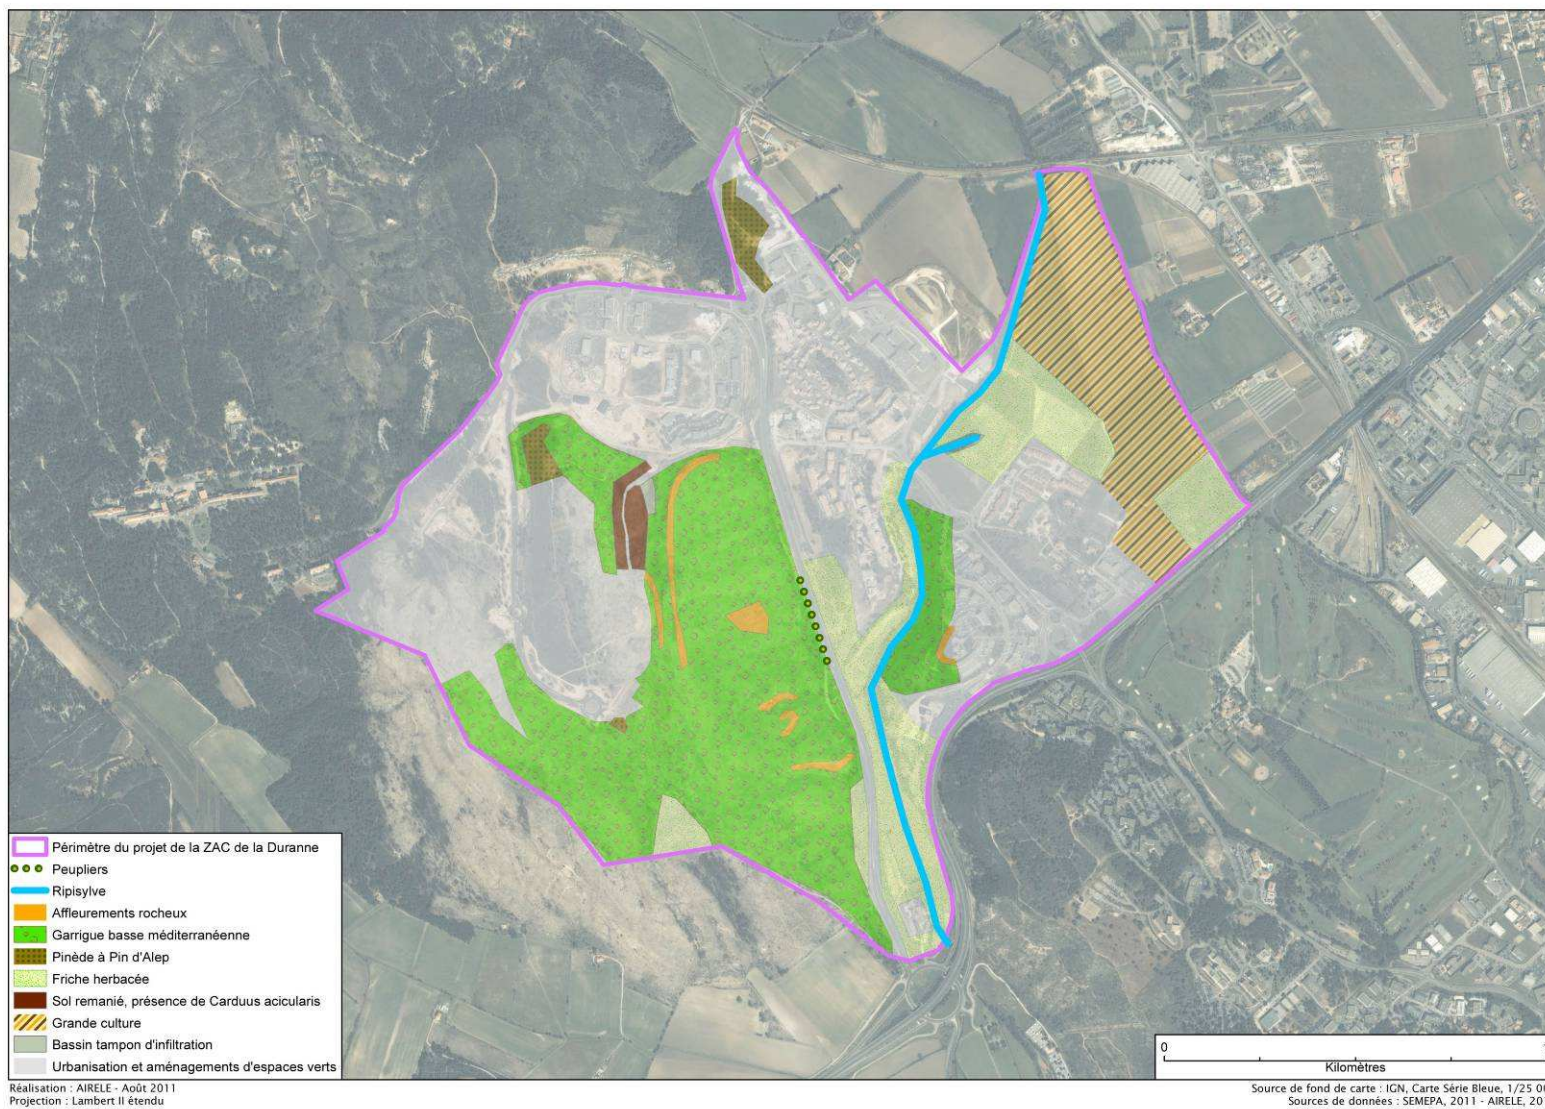 Périmètre du projet de la ZAC de la Duranne
Peupliers
Ripisylve
Affleurements rocheux
Garrigue basse méditerranéenne
Pinède à Pin d'Alep
Friche herbacée
Sol remanié, présence de Carduus acicularis
Grande culture
Bassin tampon d'infiltration
Urbanisation et aménagements d'espaces verts
0
Kilomètres
Réalisation : AIRELE - Août 2011
Projection : Lambert II étendu
Source de fond de carte : IGN, Carte Série Bleue, 1/25 00
Sources de données : SEMEPA, 2011 - AIRELE, 20